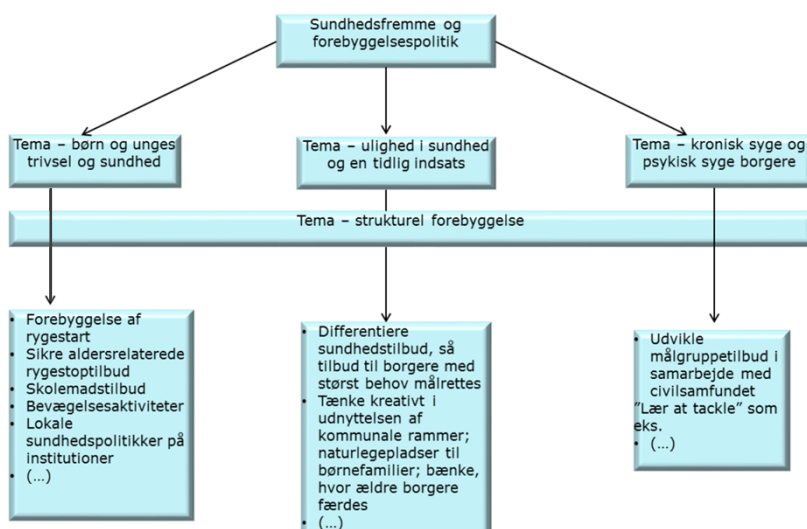 Sundhedsfremme og
forebyggelsespolitik
Tema – børn og unges
trivsel og sundhed
Tema – ulighed i sundhed
og en tidlig indsats
Tema – kronisk syge og
psykisk syge borgere
Tema – strukturel forebyggelse
• Forebyggelse af
rygestart
• Sikre aldersrelaterede
rygestoptilbud
• Skolemadstilbud
• Bevægelsesaktiviteter
• Lokale
sundhedspolitikker på
institutioner
• (…)
• Differentiere
sundhedstilbud, så
tilbud til borgere med
størst behov målrettes
• Tænke kreativt i
udnyttelsen af
kommunale rammer;
naturlegepladser til
børnefamilier; bænke,
hvor ældre borgere
færdes
• (…)
• Udvikle
målgruppetilbud i
samarbejde med
civilsamfundet
”Lær at tackle” som
eks.
• (…)